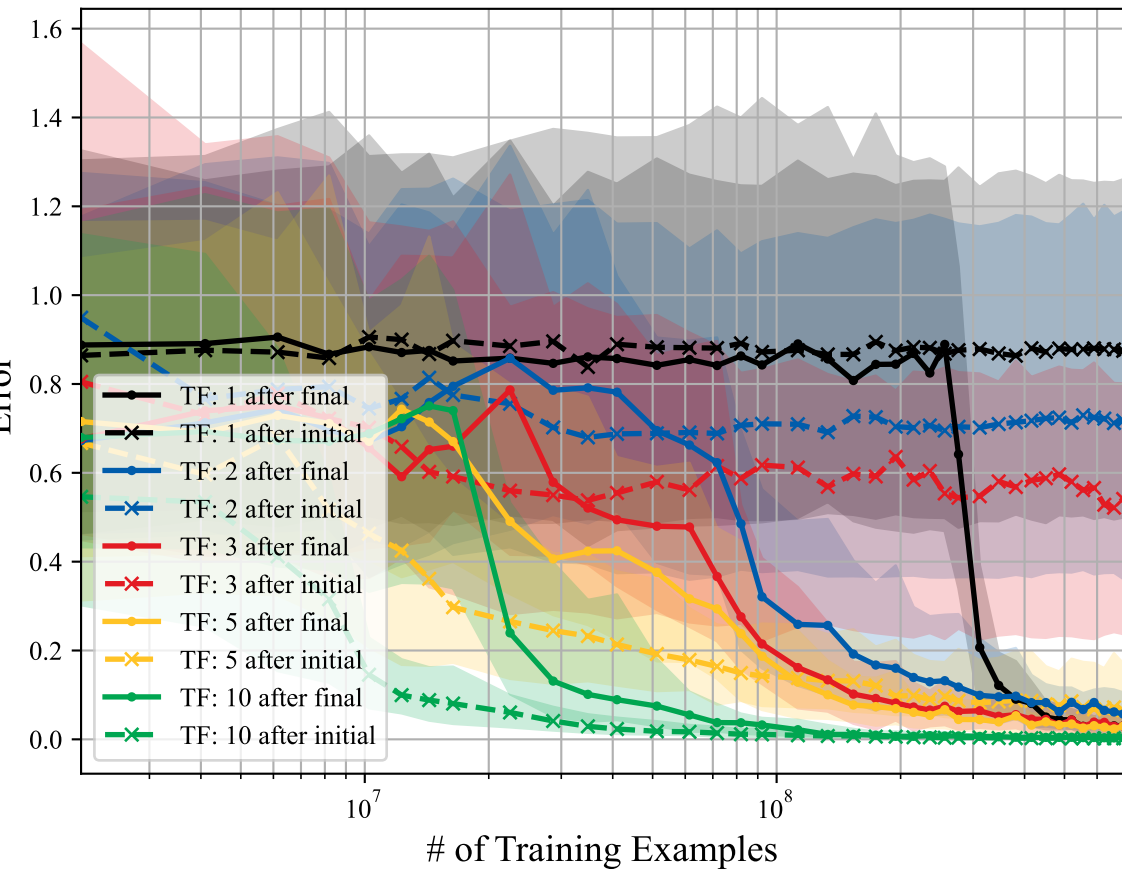 1.6
1.4
1.2
1.0
0.8
0.6
0.4
0.2
0.0
TF: 1 after final
TF: 1 after initial
TF: 2 after final
TF: 2 after initial
TF: 3 after final
TF: 3 after initial
TF: 5 after final
TF: 5 after initial
TF: 10 after final
TF: 10 after initial
10⁷
10⁸
# of Training Examples